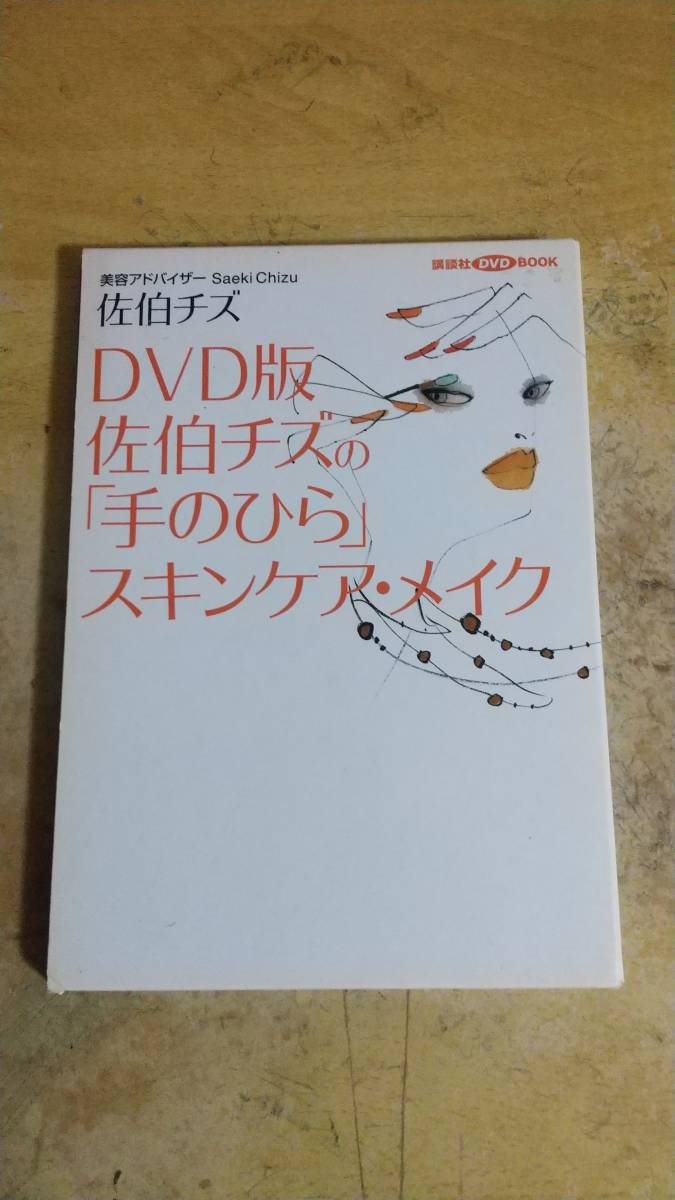 講談社 DVD BOOK
美容アドバイザー Saeki Chizu
佐伯チズ
DVD版
佐伯チズの
「手のひら」
スキンケア・メイク